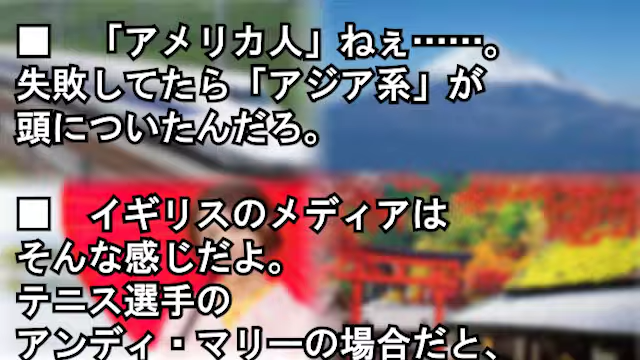 ■　「アメリカ人」ねぇ……。
失敗してたら「アジア系」が
頭についたんだろ。
■　イギリスのメディアは
そんな感じだよ。
テニス選手の
アンディ・マリーの場合だと、